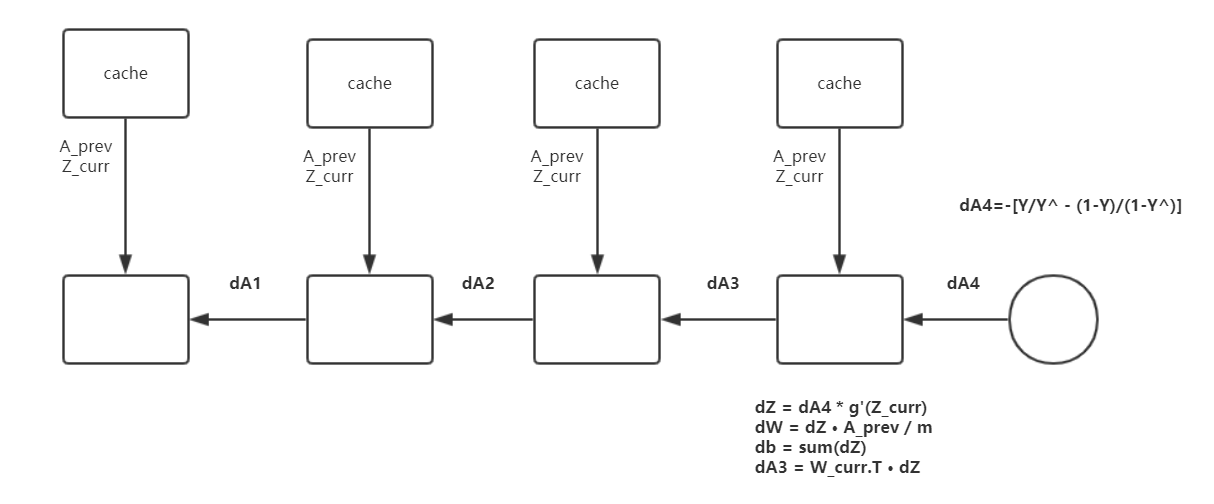 cache
cache
cache
cache
A_prev
Z_curr
A_prev
Z_curr
A_prev
Z_curr
A_prev
Z_curr
dA4=-[Y/Y^ - (1-Y)/(1-Y^)]
dA1
dA2
dA3
dA4
dZ = dA4 * g'(Z_curr)
dW = dZ • A_prev / m
db = sum(dZ)
dA3 = W_curr.T • dZ